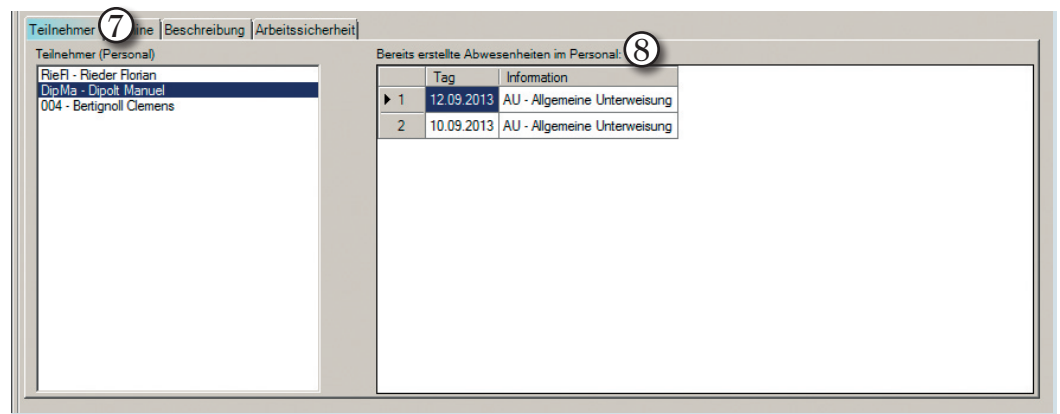 Teilnehmer 7 ine Beschreibung Arbeitssicherheit
Teilnehmer (Personal)
RieFl - Rieder Florian
DipMa - Dipolt Manuel
004 - Bertignoll Clemens
Bereits erstellte Abwesenheiten im Personal: 8
Tag Information
1 12.09.2013 AU - Allgemeine Unterweisung
2 10.09.2013 AU - Allgemeine Unterweisung